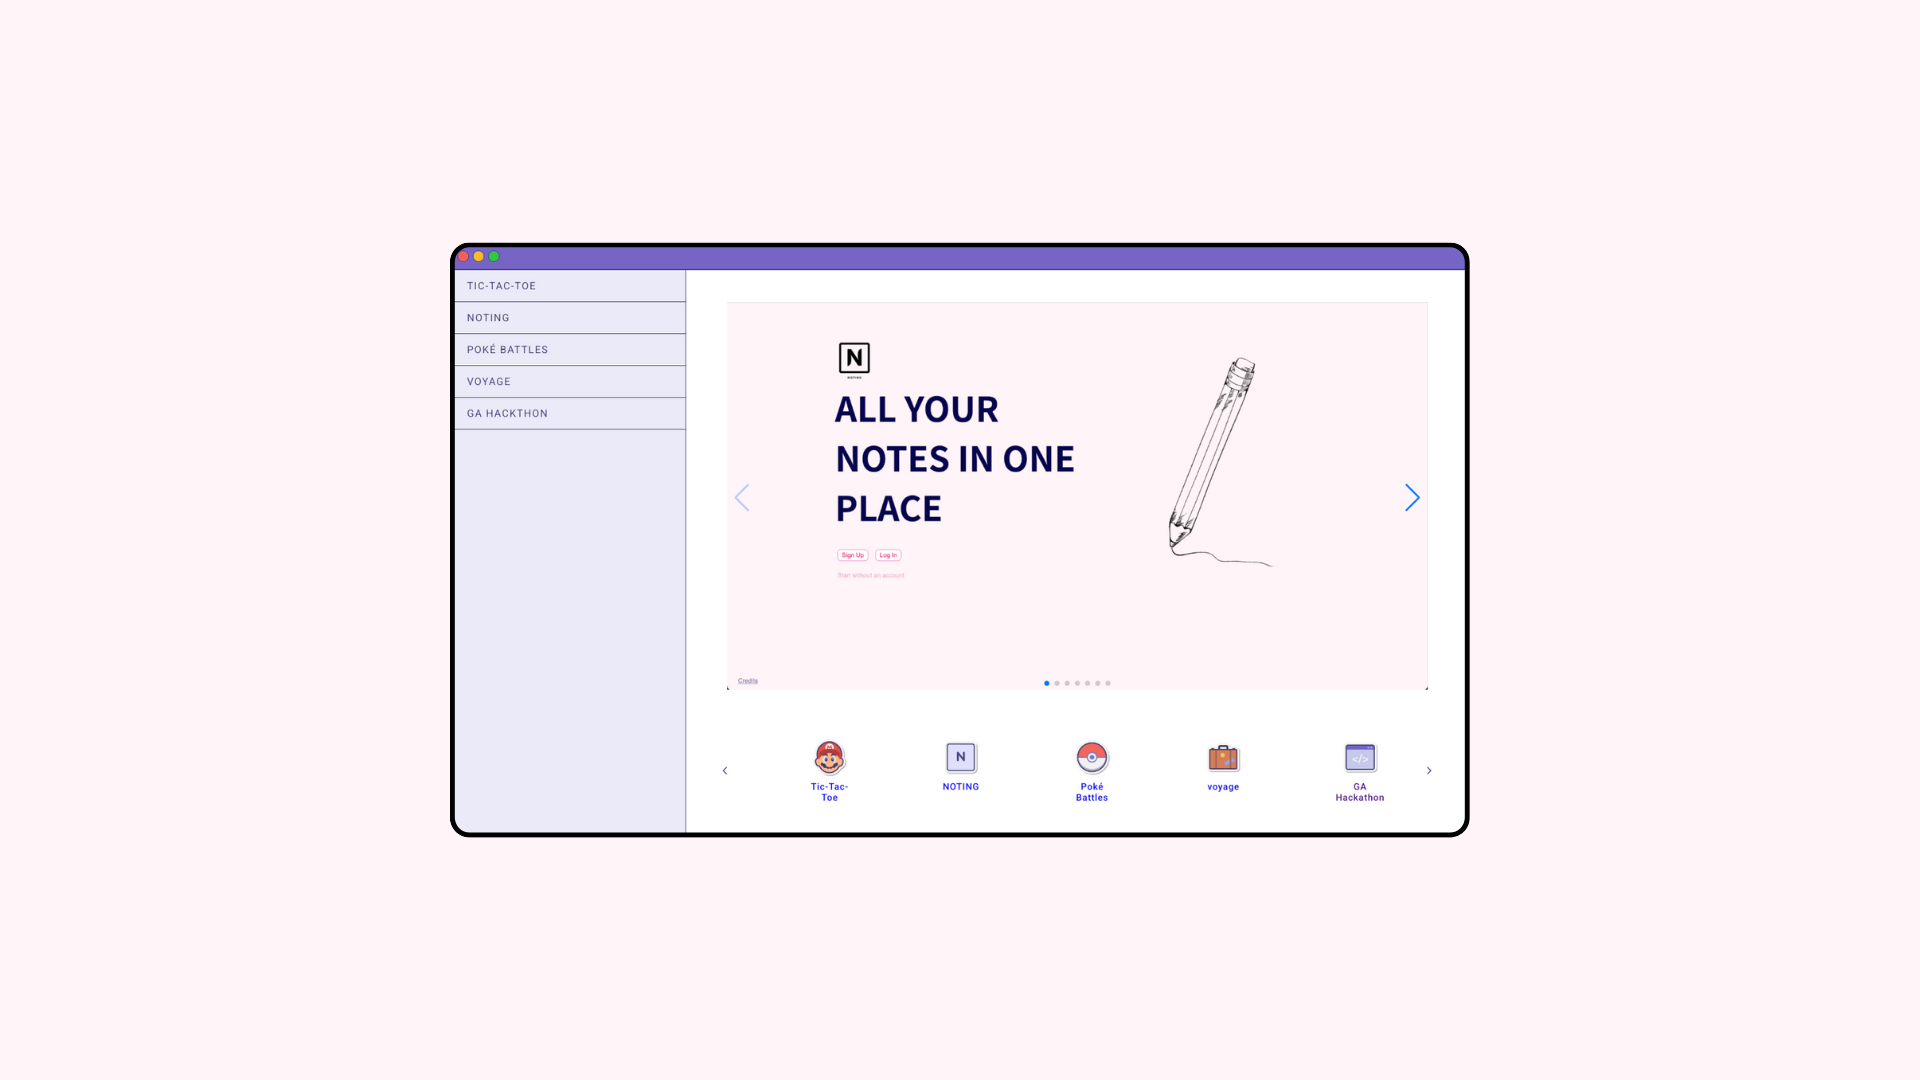 TIC-TAC-TOE
NOTING
POKÉ BATTLES
VOYAGE
GA HACKTHON
N
NOTING
ALL YOUR
NOTES IN ONE
PLACE
Sign Up
Log In
Start without an account
Credits
M
N
</>
Tic-Tac-
Toe
NOTING
Poké
Battles
voyage
GA
Hackathon